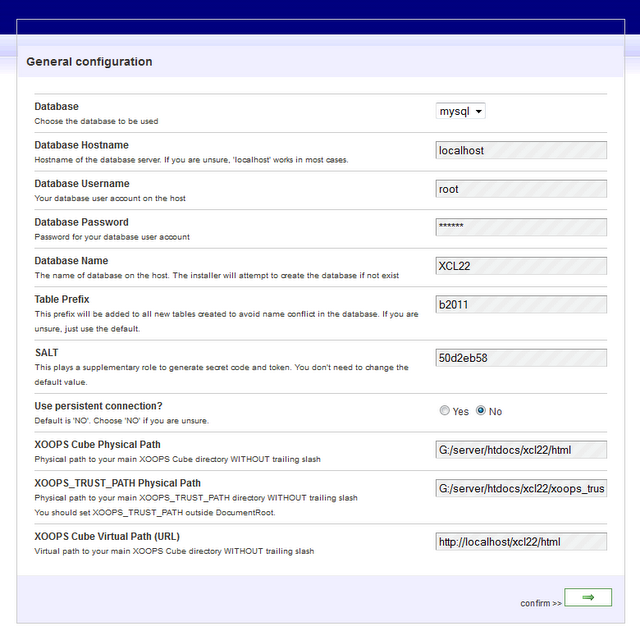 General configuration
Database
Choose the database to be used
mysql
Database Hostname
Hostname of the database server. If you are unsure, 'localhost' works in most cases.
localhost
Database Username
Your database user account on the host
root
Database Password
Password for your database user account
******
Database Name
The name of database on the host. The installer will attempt to create the database if not exist
XCL22
Table Prefix
This prefix will be added to all new tables created to avoid name conflict in the database. If you are
unsure, just use the default.
b2011
SALT
This plays a supplementary role to generate secret code and token. You don't need to change the
default value.
50d2eb58
Use persistent connection?
Default is 'NO'. Choose 'NO' if you are unsure.
Yes No
XOOPS Cube Physical Path
Physical path to your main XOOPS Cube directory WITHOUT trailing slash
G:/server/htdocs/xcl22/html
XOOPS_TRUST_PATH Physical Path
Physical path to your main XOOPS_TRUST_PATH directory WITHOUT trailing slash
You should set XOOPS_TRUST_PATH outside DocumentRoot.
G:/server/htdocs/xcl22/xoops_trus
XOOPS Cube Virtual Path (URL)
Virtual path to your main XOOPS Cube directory WITHOUT trailing slash
http://localhost/xcl22/html
confirm >>